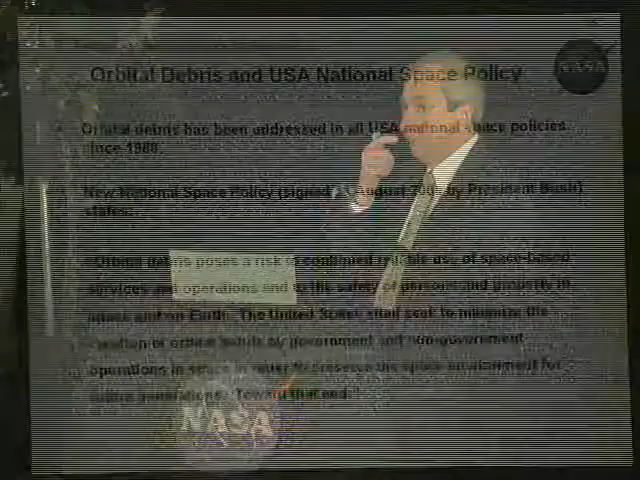 NASA
Orbital Debris and USA National Space Policy
Orbital debris has been addressed in all USA national space policies
since 1988.
New National Space Policy (signed August by President Bush)
states:
Orbital debris poses a risk to continued reliable use of space-based
services and operations and to the safety of persons and property in
space and on Earth. The United States shall seek to minimize the
creation of orbital debris by government and non-government
operations in space in order to preserve the space environment for
future generations. Toward that end:
NASA